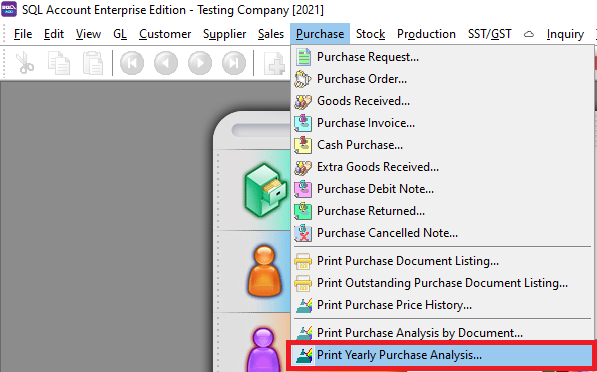 SQL Account Enterprise Edition - Testing Company [2021]
File Edit View GL Customer Supplier Sales Purchase Stock Production SST/GST Inquiry
Purchase Request...
Purchase Order...
Goods Received...
Purchase Invoice...
Cash Purchase...
Extra Goods Received...
Purchase Debit Note...
Purchase Returned...
Purchase Cancelled Note...
Print Purchase Document Listing...
Print Outstanding Purchase Document Listing...
Print Purchase Price History...
Print Purchase Analysis by Document...
Print Yearly Purchase Analysis...